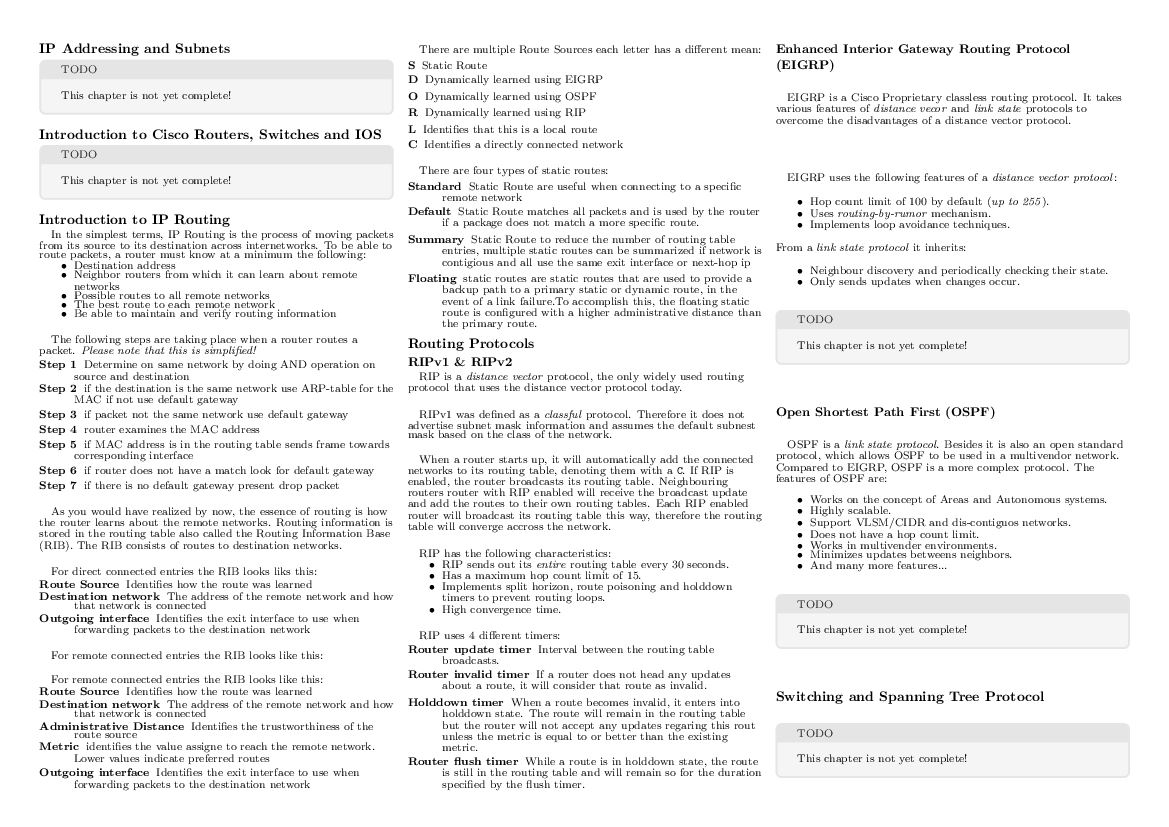 IP Addressing and Subnets
TODO
This chapter is not yet complete!
Introduction to Cisco Routers, Switches and IOS
TODO
This chapter is not yet complete!
Introduction to IP Routing
In the simplest terms, IP Routing is the process of moving packets
from its source to its destination across internetworks. To be able to
route packets, a router must know at a minimum the following:
• Destination address
• Neighbor routers from which it can learn about remote
networks
• Possible routes to all remote networks
• The best route to each remote network
• Be able to maintain and verify routing information
The following steps are taking place when a router routes a
packet. Please note that this is simplified!
Step 1 Determine on same network by doing AND operation on
source and destination
Step 2 if the destination is the same network use ARP-table for the
MAC if not use default gateway
Step 3 if packet not the same network use default gateway
Step 4 router examines the MAC address
Step 5 if MAC address is in the routing table sends frame towards
corresponding interface
Step 6 if router does not have a match look for default gateway
Step 7 if there is no default gateway present drop packet
As you would have realized by now, the essence of routing is how
the router learns about the remote networks. Routing information is
stored in the routing table also called the Routing Information Base
(RIB). The RIB consists of routes to destination networks.
For direct connected entries the RIB looks liks this:
Route Source Identifies how the route was learned
Destination network The address of the remote network and how
that network is connected
Outgoing interface Identifies the exit interface to use when
forwarding packets to the destination network
For remote connected entries the RIB looks like this:
For remote connected entries the RIB looks like this:
Route Source Identifies how the route was learned
Destination network The address of the remote network and how
that network is connected
Administrative Distance Identifies the trustworthiness of the
route source
Metric identifies the value assigne to reach the remote network.
Lower values indicate preferred routes
Outgoing interface Identifies the exit interface to use when
forwarding packets to the destination network
There are multiple Route Sources each letter has a different mean:
S Static Route
D Dynamically learned using EIGRP
O Dynamically learned using OSPF
R Dynamically learned using RIP
L Identifies that this is a local route
C Identifies a directly connected network
There are four types of static routes:
Standard Static Route are useful when connecting to a specific
remote network
Default Static Route matches all packets and is used by the router
if a package does not match a more specific route.
Summary Static Route to reduce the number of routing table
entries, multiple static routes can be summarized if network is
contigious and all use the same exit interface or next-hop ip
Floating static routes are static routes that are used to provide a
backup path to a primary static or dynamic route, in the
event of a link failure.To accomplish this, the floating static
route is configured with a higher administrative distance than
the primary route.
Routing Protocols
RIPv1 & RIPv2
RIP is a distance vector protocol, the only widely used routing
protocol that uses the distance vector protocol today.
RIPv1 was defined as a classful protocol. Therefore it does not
advertise subnet mask information and assumes the default subnest
mask based on the class of the network.
When a router starts up, it will automatically add the connected
networks to its routing table, denoting them with a C. If RIP is
enabled, the router broadcasts its routing table. Neighbouring
routers router with RIP enabled will receive the broadcast update
and add the routes to their own routing tables. Each RIP enabled
router will broadcast its routing table this way, therefore the routing
table will converge accross the network.
RIP has the following characteristics:
• RIP sends out its entire routing table every 30 seconds.
• Has a maximum hop count limit of 15.
• Implements split horizon, route poisoning and holddown
timers to prevent routing loops.
• High convergence time.
RIP uses 4 different timers:
Router update timer Interval between the routing table
broadcasts.
Router invalid timer If a router does not head any updates
about a route, it will consider that route as invalid.
Holddown timer When a route becomes invalid, it enters into
holddown state. The route will remain in the routing table
but the router will not accept any updates regaring this rout
unless the metric is equal to or better than the existing
metric.
Router flush timer While a route is in holddown state, the route
is still in the routing table and will remain so for the duration
specified by the flush timer.
Enhanced Interior Gateway Routing Protocol
(EIGRP)
EIGRP is a Cisco Proprietary classless routing protocol. It takes
various features of distance vecor and link state protocols to
overcome the disadvantages of a distance vector protocol.
EIGRP uses the following features of a distance vector protocol:
• Hop count limit of 100 by default (up to 255).
• Uses routing-by-rumor mechanism.
• Implements loop avoidance techniques.
From a link state protocol it inherits:
• Neighbour discovery and periodically checking their state.
• Only sends updates when changes occur.
TODO
This chapter is not yet complete!
Open Shortest Path First (OSPF)
OSPF is a link state protocol. Besides it is also an open standard
protocol, which allows OSPF to be used in a multivendor network.
Compared to EIGRP, OSPF is a more complex protocol. The
features of OSPF are:
• Works on the concept of Areas and Autonomous systems.
• Highly scalable.
• Support VLSM/CIDR and dis-contiguos networks.
• Does not have a hop count limit.
• Works in multivender environments.
• Minimizes updates betweens neighbors.
• And many more features...
TODO
This chapter is not yet complete!
Switching and Spanning Tree Protocol
TODO
This chapter is not yet complete!